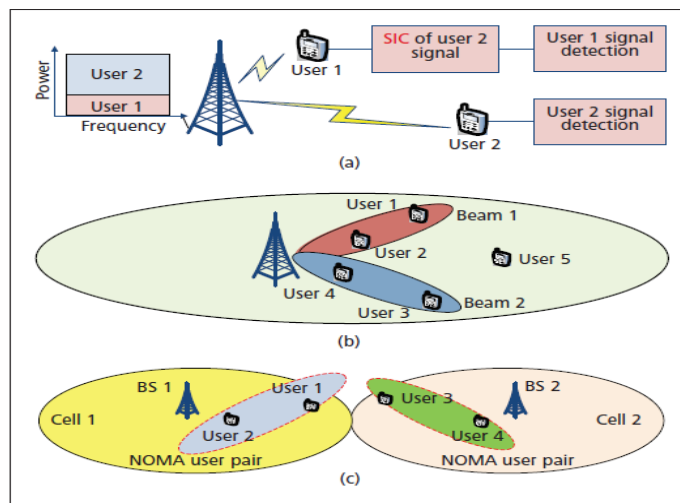 Power
User 2
User 1
Frequency
User 1
SIC of user 2
signal
User 1 signal
detection
User 2
User 2 signal
detection
(a)
User 1
Beam 1
User 2
User 5
User 4
User 3
Beam 2
(b)
BS 1
User 1
Cell 1
User 2
NOMA user pair
BS 2
User 3
User 4
Cell 2
NOMA user pair
(c)